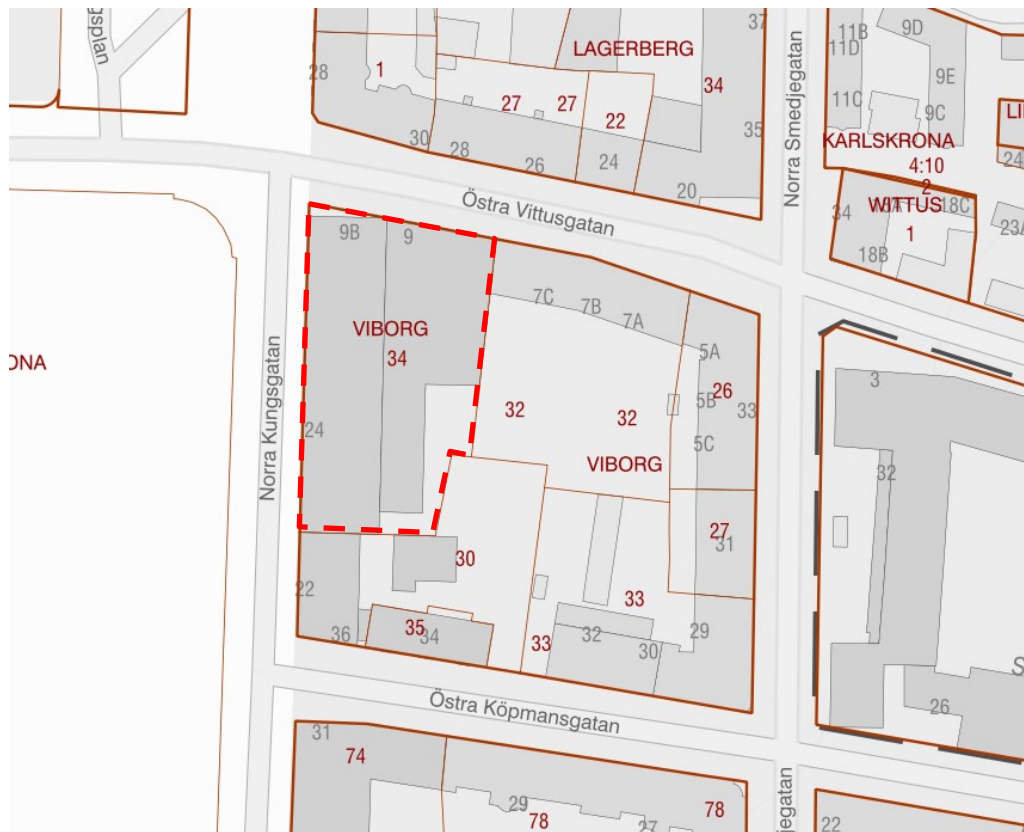 28
1
LAGERBERG
27
27
22
34
37
35
30
28
26
24
20
Norra Smedjegatan
11B
11D
11C
9D
9E
9C
KARLSKRONA
4:10
2
WITTUS
1
18C
34
18B
24
23A
Östra Vittusgatan
9B
9
VIBORG
34
24
Norra Kungsgatan
7C
7B
7A
5A
5B
5C
26
33
32
32
VIBORG
27
31
3
32
26
30
22
36
35
34
33
33
32
30
29
Östra Köpmansgatan
31
74
29
78
27
78
22